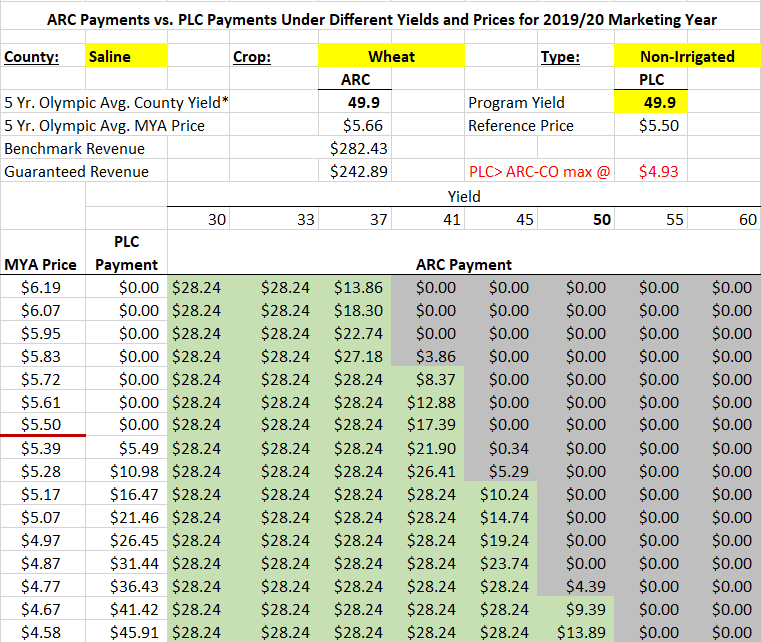 ARC Payments vs. PLC Payments Under Different Yields and Prices for 2019/20 Marketing Year
County: Saline Crop: Wheat Type: Non-Irrigated
ARC PLC
5 Yr. Olympic Avg. County Yield* 49.9 Program Yield 49.9
5 Yr. Olympic Avg. MYA Price $5.66 Reference Price $5.50
Benchmark Revenue $282.43
Guaranteed Revenue $242.89 PLC> ARC-CO max @ $4.93
Yield
30 33 37 41 45 50 55 60
PLC
MYA Price Payment ARC Payment
$6.19 $0.00 $28.24 $28.24 $13.86 $0.00 $0.00 $0.00 $0.00 $0.00
$6.07 $0.00 $28.24 $28.24 $18.30 $0.00 $0.00 $0.00 $0.00 $0.00
$5.95 $0.00 $28.24 $28.24 $22.74 $0.00 $0.00 $0.00 $0.00 $0.00
$5.83 $0.00 $28.24 $28.24 $27.18 $3.86 $0.00 $0.00 $0.00 $0.00
$5.72 $0.00 $28.24 $28.24 $28.24 $8.37 $0.00 $0.00 $0.00 $0.00
$5.61 $0.00 $28.24 $28.24 $28.24 $12.88 $0.00 $0.00 $0.00 $0.00
$5.50 $0.00 $28.24 $28.24 $28.24 $17.39 $0.00 $0.00 $0.00 $0.00
$5.39 $5.49 $28.24 $28.24 $28.24 $21.90 $0.34 $0.00 $0.00 $0.00
$5.28 $10.98 $28.24 $28.24 $28.24 $26.41 $5.29 $0.00 $0.00 $0.00
$5.17 $16.47 $28.24 $28.24 $28.24 $28.24 $10.24 $0.00 $0.00 $0.00
$5.07 $21.46 $28.24 $28.24 $28.24 $28.24 $14.74 $0.00 $0.00 $0.00
$4.97 $26.45 $28.24 $28.24 $28.24 $28.24 $19.24 $0.00 $0.00 $0.00
$4.87 $31.44 $28.24 $28.24 $28.24 $28.24 $23.74 $0.00 $0.00 $0.00
$4.77 $36.43 $28.24 $28.24 $28.24 $28.24 $28.24 $4.39 $0.00 $0.00
$4.67 $41.42 $28.24 $28.24 $28.24 $28.24 $28.24 $9.39 $0.00 $0.00
$4.58 $45.91 $28.24 $28.24 $28.24 $28.24 $28.24 $13.89 $0.00 $0.00